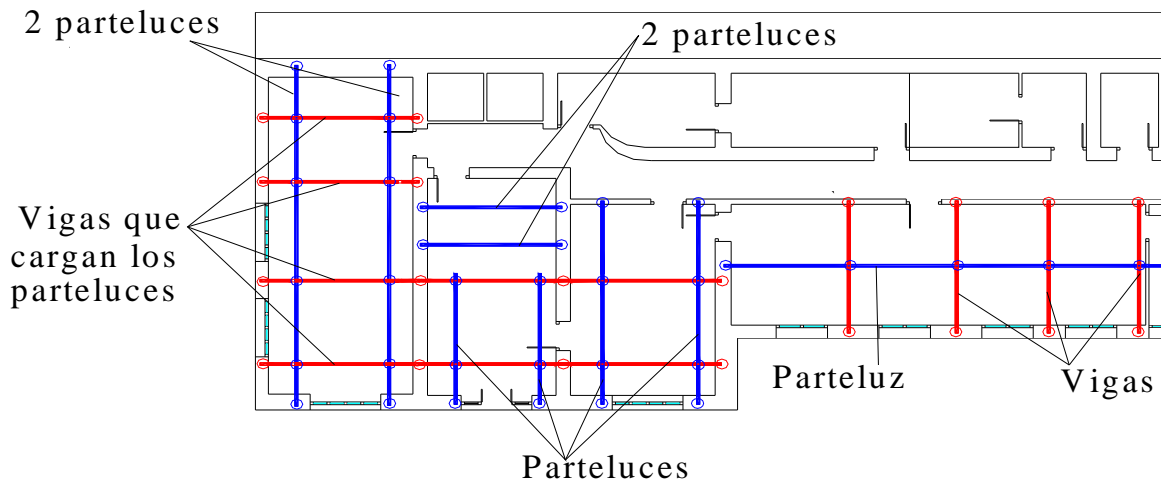 2 parteluces
2 parteluces
Vigas que
cargan los
parteluces
Parteluz
Vigas
Parteluces